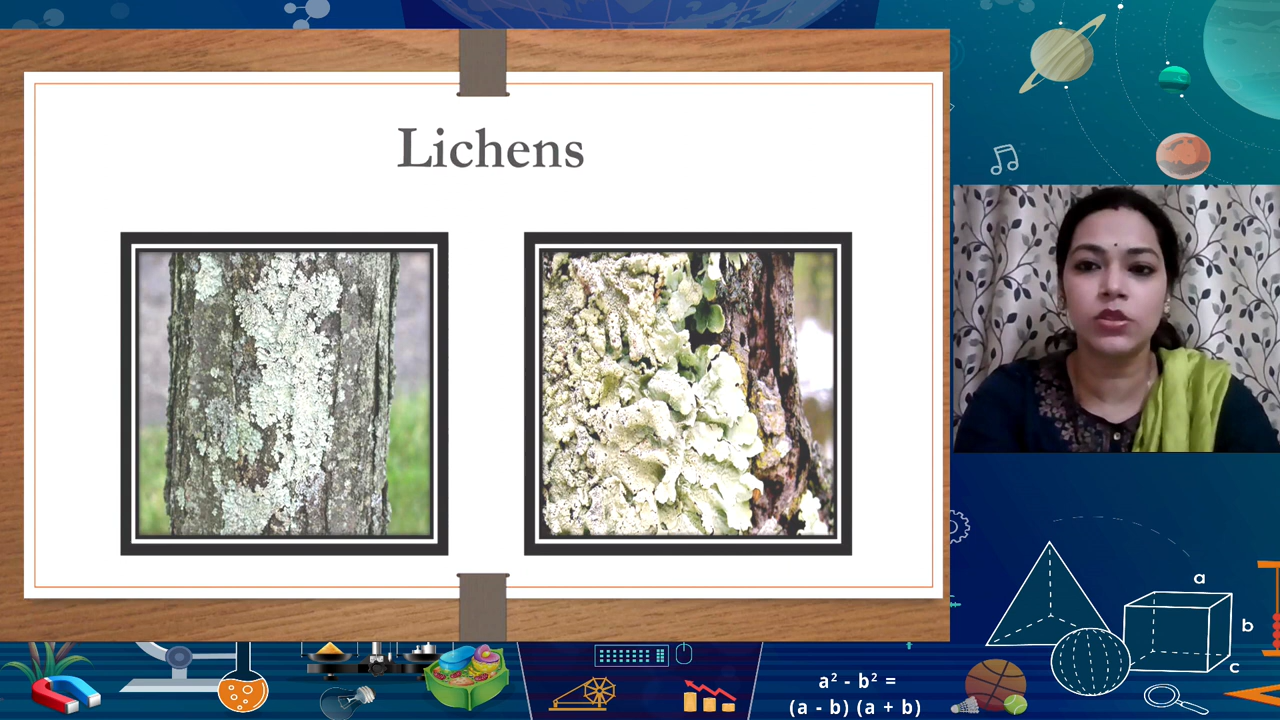 Lichens
a
b
c
a² - b² =
(a - b) (a + b)